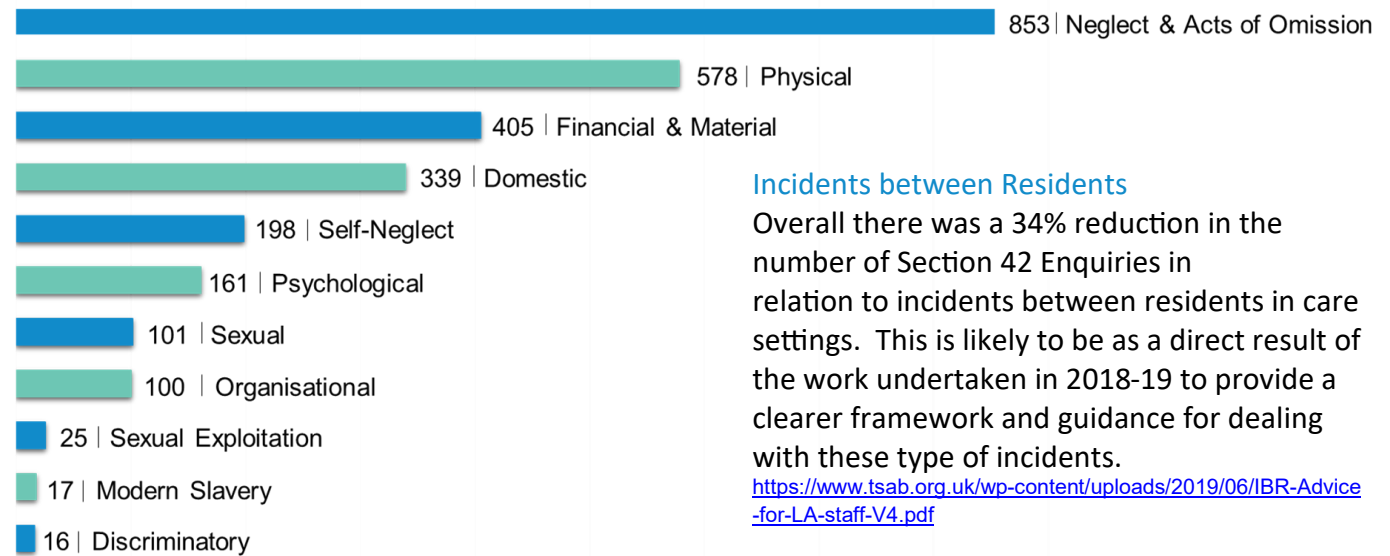 853 | Neglect & Acts of Omission
578 | Physical
405 | Financial & Material
339 | Domestic
198 | Self-Neglect
161 | Psychological
101 | Sexual
100 | Organisational
25 | Sexual Exploitation
17 | Modern Slavery
16 | Discriminatory
Incidents between Residents
Overall there was a 34% reduction in the
number of Section 42 Enquiries in
relation to incidents between residents in care
settings. This is likely to be as a direct result of
the work undertaken in 2018-19 to provide a
clearer framework and guidance for dealing
with these type of incidents.
https://www.tsab.org.uk/wp-content/uploads/2019/06/IBR-Advice
-for-LA-staff-V4.pdf